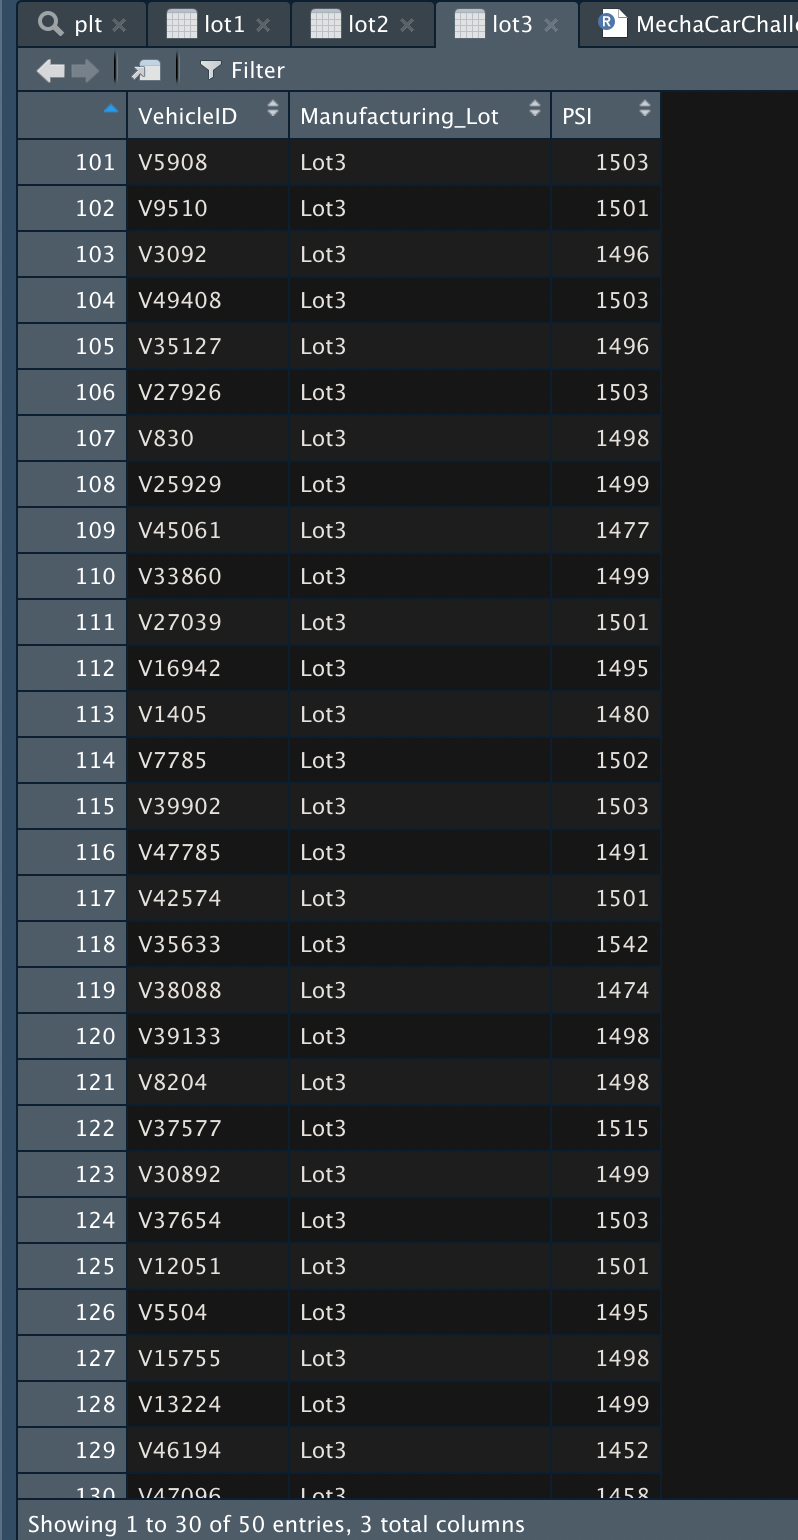 plt lot1 lot2 lot3 MechaCarChall
Filter
VehicleID Manufacturing_Lot PSI
101 V5908 Lot3 1503
102 V9510 Lot3 1501
103 V3092 Lot3 1496
104 V49408 Lot3 1503
105 V35127 Lot3 1496
106 V27926 Lot3 1503
107 V830 Lot3 1498
108 V25929 Lot3 1499
109 V45061 Lot3 1477
110 V33860 Lot3 1499
111 V27039 Lot3 1501
112 V16942 Lot3 1495
113 V1405 Lot3 1480
114 V7785 Lot3 1502
115 V39902 Lot3 1503
116 V47785 Lot3 1491
117 V42574 Lot3 1501
118 V35633 Lot3 1542
119 V38088 Lot3 1474
120 V39133 Lot3 1498
121 V8204 Lot3 1498
122 V37577 Lot3 1515
123 V30892 Lot3 1499
124 V37654 Lot3 1503
125 V12051 Lot3 1501
126 V5504 Lot3 1495
127 V15755 Lot3 1498
128 V13224 Lot3 1499
129 V46194 Lot3 1452
130 V47096 Lot3 1458
Showing 1 to 30 of 50 entries, 3 total columns